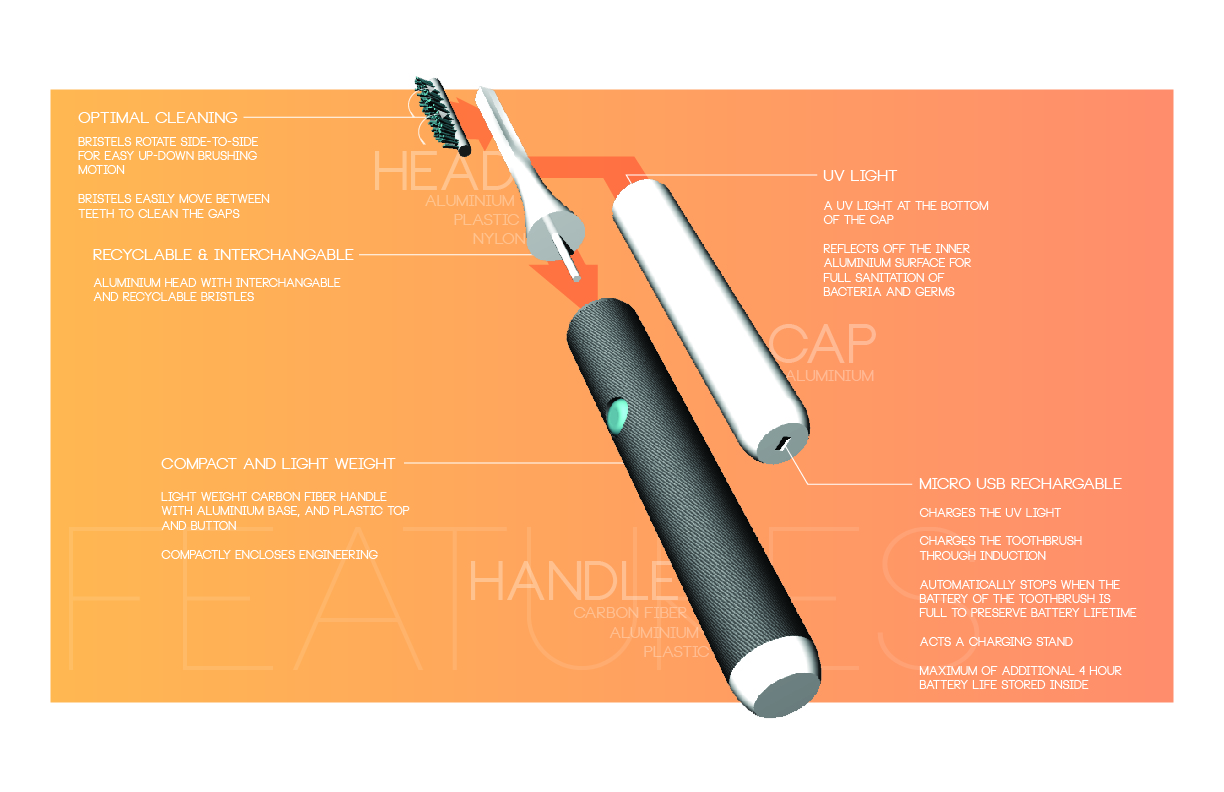 OPTIMAL CLEANING
BRISTELS ROTATE SIDE-TO-SIDE
FOR EASY UP-DOWN BRUSHING
MOTION
BRISTELS EASILY MOVE BETWEEN
TEETH TO CLEAN THE GAPS
HEAD
ALUMINIUM
PLASTIC
NYLON
RECYCLABLE & INTERCHANGABLE
ALUMINIUM HEAD WITH INTERCHANGABLE
AND RECYCLABLE BRISTLES
UV LIGHT
A UV LIGHT AT THE BOTTOM
OF THE CAP
REFLECTS OFF THE INNER
ALUMINIUM SURFACE FOR
FULL SANITATION OF
BACTERIA AND GERMS
CAP
ALUMINIUM
COMPACT AND LIGHT WEIGHT
LIGHT WEIGHT CARBON FIBER HANDLE
WITH ALUMINIUM BASE, AND PLASTIC TOP
AND BUTTON
COMPACTLY ENCLOSES ENGINEERING
HANDLE
CARBON FIBER
ALUMINIUM
PLASTIC
MICRO USB RECHARGABLE
CHARGES THE UV LIGHT
CHARGES THE TOOTHBRUSH
THROUGH INDUCTION
AUTOMATICALLY STOPS WHEN THE
BATTERY OF THE TOOTHBRUSH IS
FULL TO PRESERVE BATTERY LIFETIME
ACTS A CHARGING STAND
MAXIMUM OF ADDITIONAL 4 HOUR
BATTERY LIFE STORED INSIDE
FEATURES